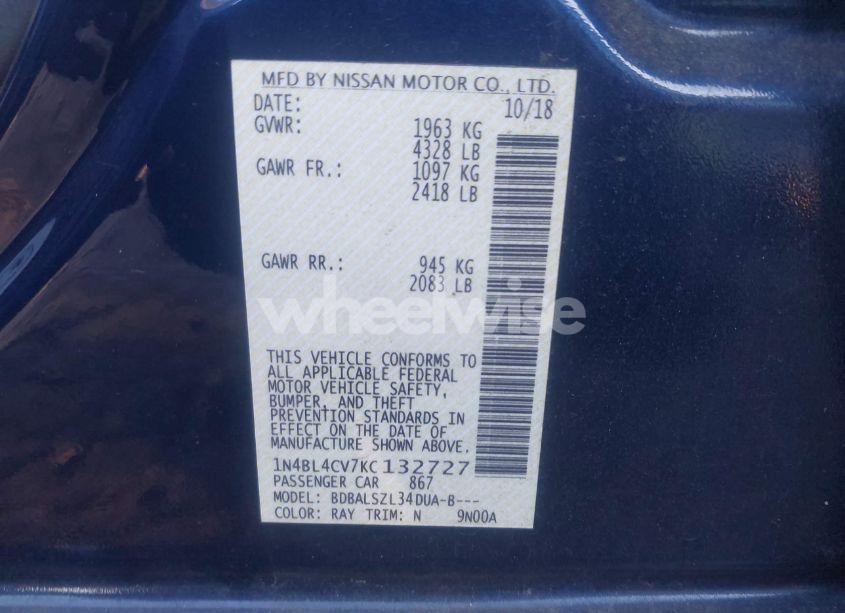 MFD BY NISSAN MOTOR CO., LTD.
DATE: 10/18
GVWR: 1963 KG
4328 LB
GAWR FR.: 1097 KG
2418 LB
GAWR RR.: 945 KG
2083 LB
wheelwise
THIS VEHICLE CONFORMS TO
ALL APPLICABLE FEDERAL
MOTOR VEHICLE SAFETY,
BUMPER, AND THEFT
PREVENTION STANDARDS IN
EFFECT ON THE DATE OF
MANUFACTURE SHOWN ABOVE.
1N4BL4CV7KC132727
PASSENGER CAR 867
MODEL: BDBALSZL34DUA-B---
COLOR: RAY TRIM: N 9N00A